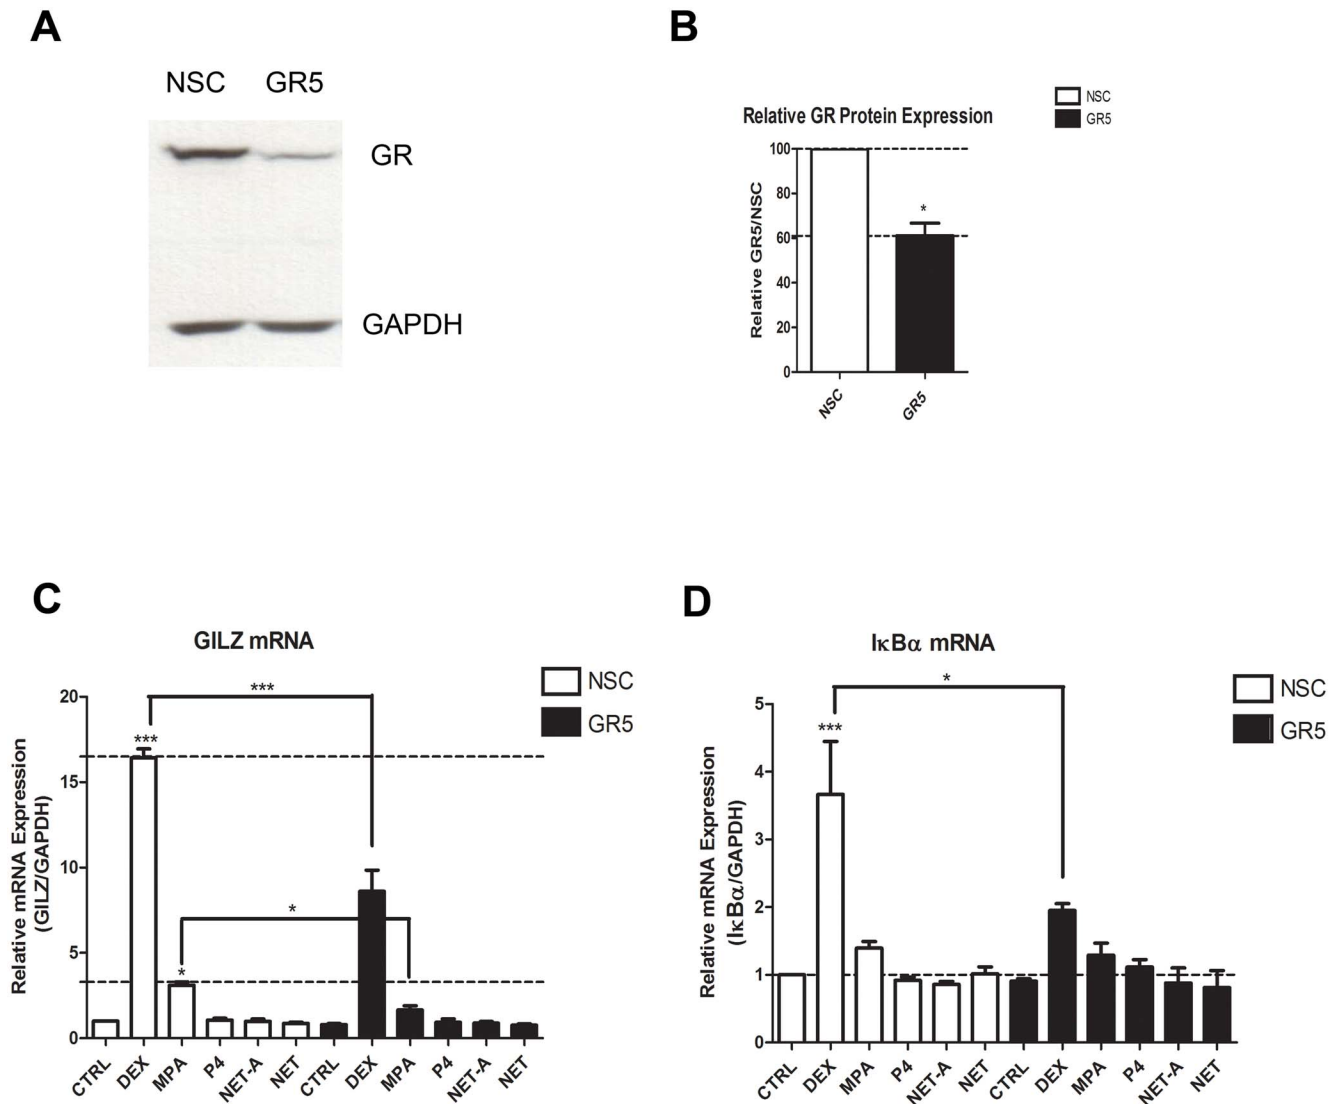 A
NSC GR5
GR
GAPDH
B
Relative GR Protein Expression
NSC
GR5
Relative GR5/NSC
100
80
60
40
20
0
*
NSC GR5
C
GILZ mRNA
NSC
GR5
Relative mRNA Expression
(GILZ/GAPDH)
20
15
10
5
0
***
***
*
*
CTRL DEX MPA P4 NET-A NET CTRL DEX MPA P4 NET-A NET
D
IκBα mRNA
NSC
GR5
Relative mRNA Expression
(IκBα/GAPDH)
5
4
3
2
1
0
*
***
CTRL DEX MPA P4 NET-A NET CTRL DEX MPA P4 NET-A NET